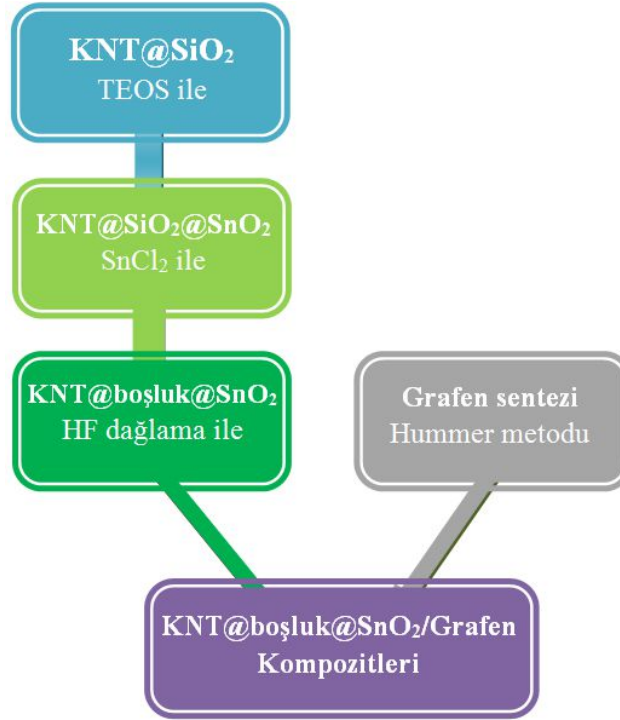 KNT@SiO₂
TEOS ile
KNT@SiO₂@SnO₂
SnCl₂ ile
KNT@boşluk@SnO₂
HF dağlama ile
Grafen sentezi
Hummer metodu
KNT@boşluk@SnO₂/Grafen
Kompozitleri